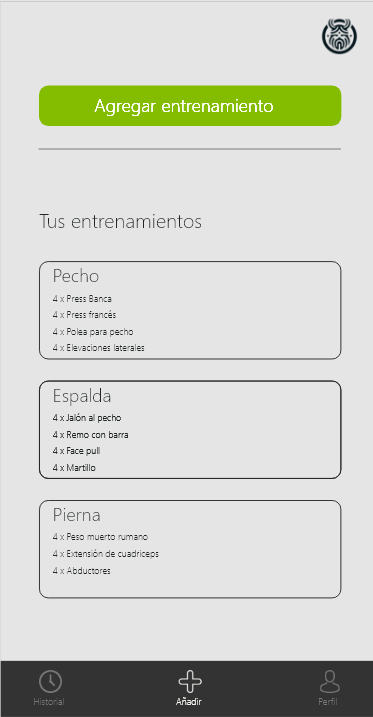 Agregar entrenamiento
Tus entrenamientos
Pecho
4 x Press Banca
4 x Press francés
4 x Polea para pecho
4 x Elevaciones laterales
Espalda
4 x Jalón al pecho
4 x Remo con barra
4 x Face pull
4 x Martillo
Pierna
4 x Peso muerto rumano
4 x Extensión de cuadriceps
4 x Abductores
Historial
Añadir
Perfil